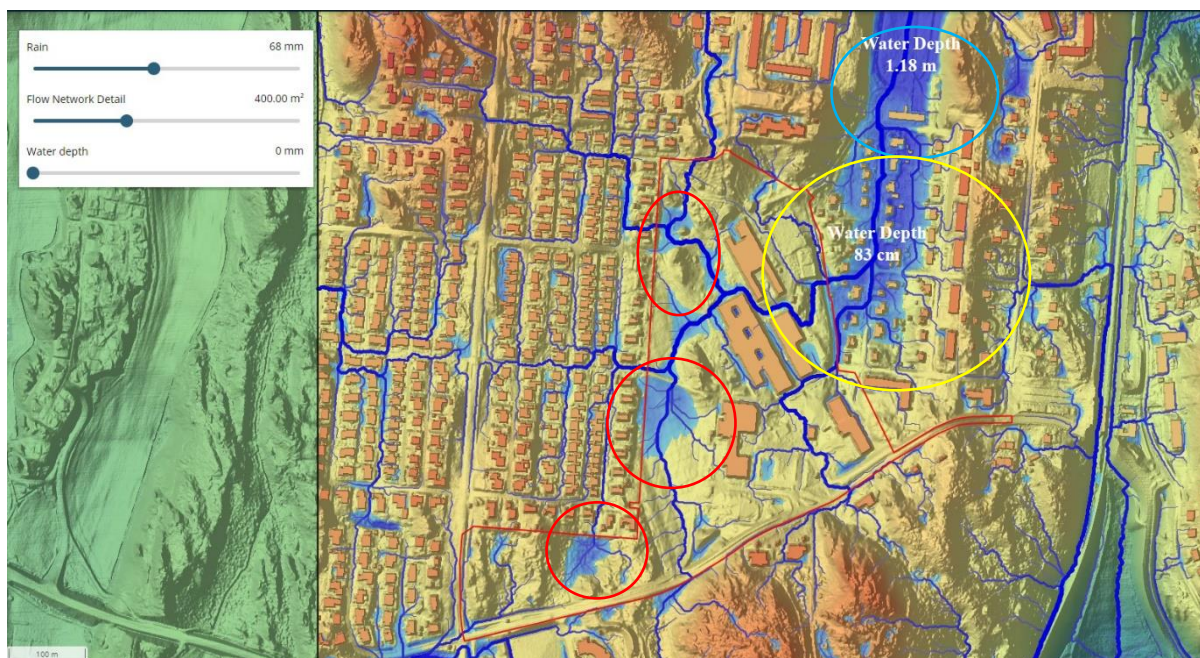 Rain 68 mm
Flow Network Detail 400.00 m²
Water depth 0 mm
Water Depth
1.18 m
Water Depth
83 cm
100 m